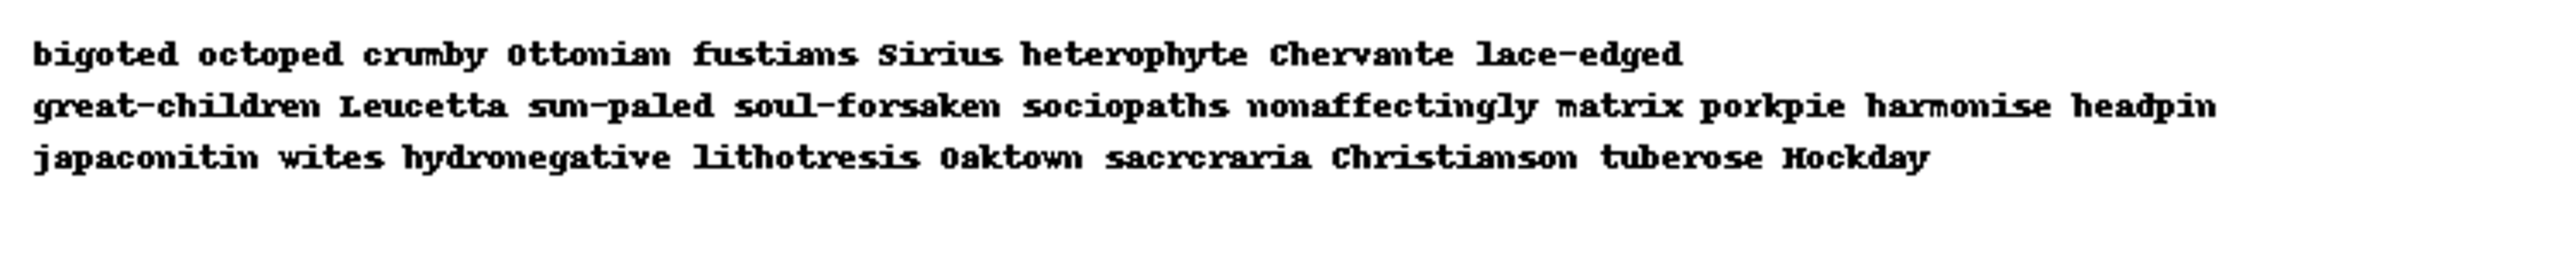 bigoted octoped crumby Ottonian fustians Sirius heterophyte Chervante lace-edged
great-children Leucetta sun-paled soul-forsaken sociopaths nonaffectingly matrix porkpie harmonise headpin
japaconitin wites hydronegative lithotresis Oaktown sacrcraria Christianson tuberose Hockday